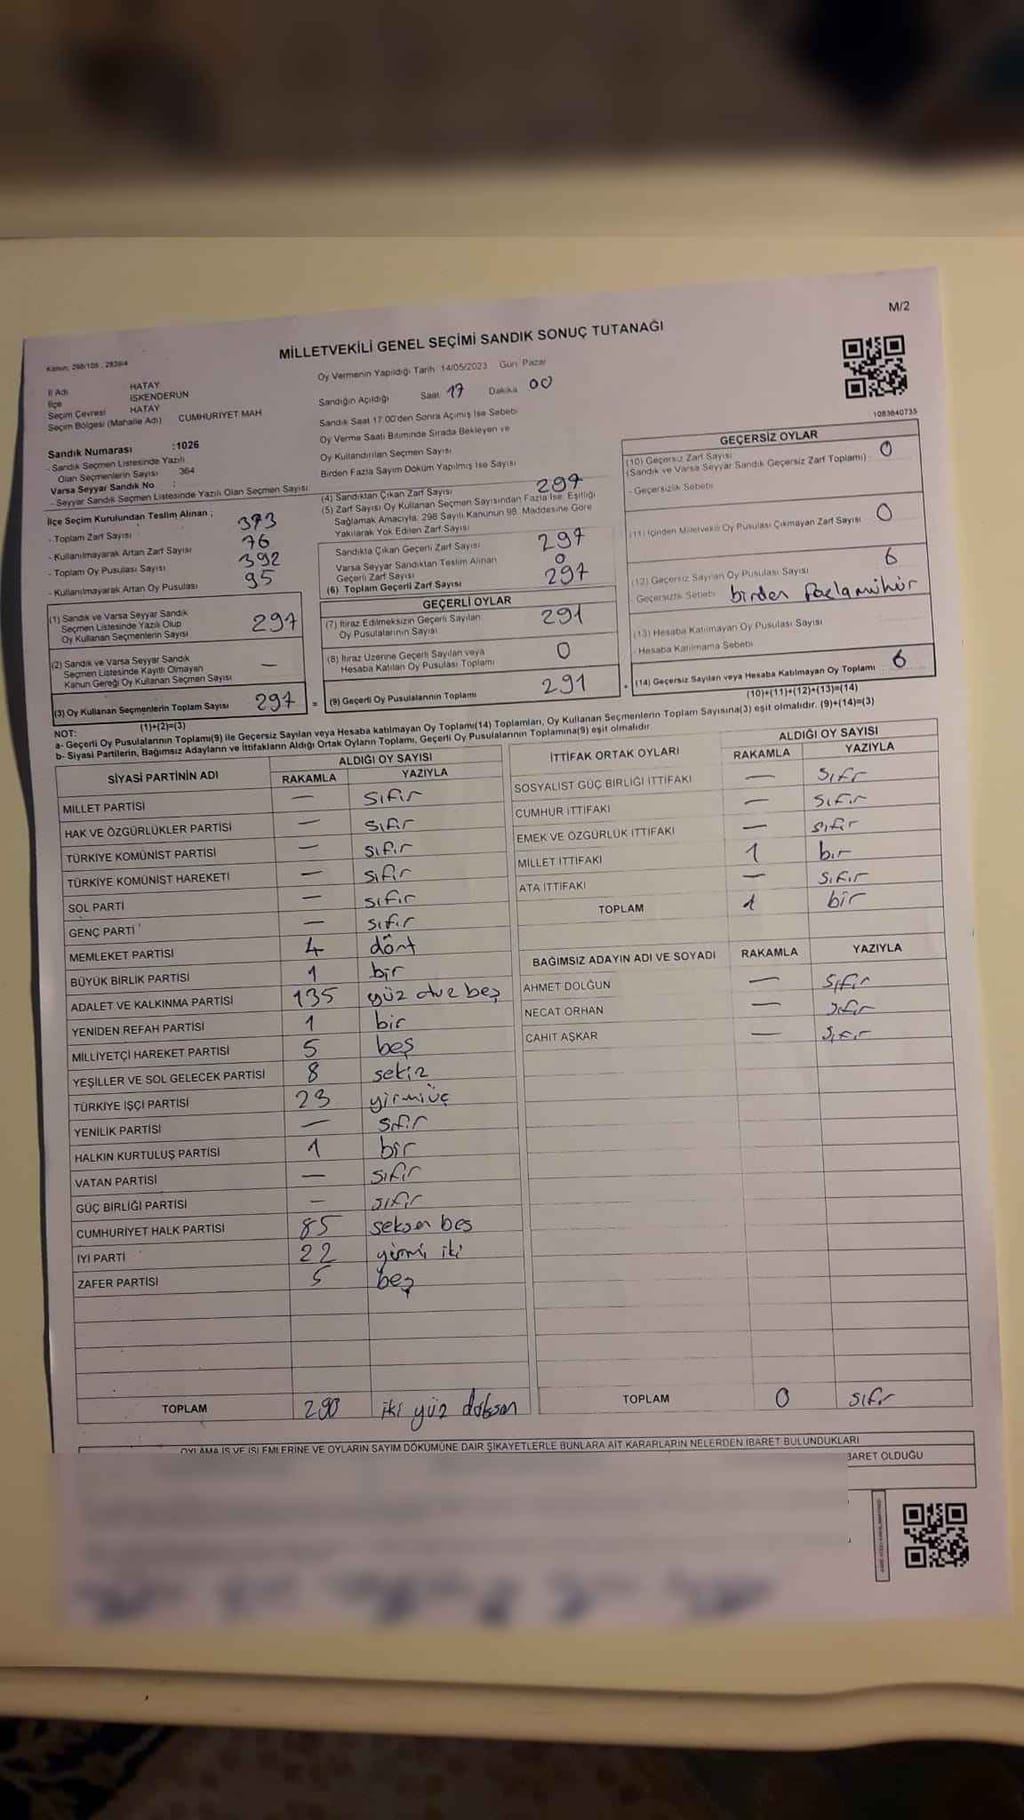 M/2
MİLLETVEKİLİ GENEL SEÇİMİ SANDIK SONUÇ TUTANAĞI
İl Adı HATAY
İlçe İSKENDERUN
Seçim Çevresi HATAY
Seçim Bölgesi (Mahalle Adı) CUMHURİYET MAH
Sandık Numarası :1026
- Sandık Seçmen Listesinde Yazılı
Olan Seçmenlerin Sayısı 364
Varsa Seyyar Sandık No :
- Seyyar Sandık Seçmen Listesinde Yazılı Olan Seçmen Sayısı
İlçe Seçim Kurulundan Teslim Alınan ;
- Toplam Zarf Sayısı 373
- Kullanılmayarak Artan Zarf Sayısı 76
- Toplam Oy Pusulası Sayısı 392
- Kullanılmayarak Artan Oy Pusulası 95
(1) Sandık ve Varsa Seyyar Sandık
Seçmen Listesinde Yazılı Olup
Oy Kullanan Seçmenlerin Sayısı 297
(2) Sandık ve Varsa Seyyar Sandık
Seçmen Listesinde Kayıtlı Olmayan
Kanun Gereği Oy Kullanan Seçmen Sayısı —
(3) Oy Kullanan Seçmenlerin Toplam Sayısı 297 =
(1)+(2)=(3)
Oy Vermenin Yapıldığı Tarih 14/05/2023 Gün: Pazar
Sandığın Açıldığı Saat 17 Dakika 00
Sandık Saat 17:00'den Sonra Açılmış İse Sebebi
Oy Verme Saati Bitiminde Sırada Bekleyen ve
Oy Kullandırılan Seçmen Sayısı
Birden Fazla Sayım Döküm Yapılmış İse Sayısı
(4) Sandıktan Çıkan Zarf Sayısı 297
(5) Zarf Sayısı Oy Kullanan Seçmen Sayısından Fazla İse, Eşitliği
Sağlamak Amacıyla, 298 Sayılı Kanunun 98. Maddesine Göre
Yakılarak Yok Edilen Zarf Sayısı
Sandıkta Çıkan Geçerli Zarf Sayısı 297
Varsa Seyyar Sandıktan Teslim Alınan
Geçerli Zarf Sayısı 0
(6) Toplam Geçerli Zarf Sayısı 297
GEÇERLİ OYLAR
(7) İtiraz Edilmeksizin Geçerli Sayılan
Oy Pusulalarının Sayısı 291
(8) İtiraz Üzerine Geçerli Sayılan veya
Hesaba Katılan Oy Pusulası Toplamı 0
(9) Geçerli Oy Pusulalarının Toplamı 291
1083640735
GEÇERSİZ OYLAR
(10) Geçersiz Zarf Sayısı
(Sandık ve Varsa Seyyar Sandık Geçersiz Zarf Toplamı) 0
- Geçersizlik Sebebi
(11) İçinden Milletvekili Oy Pusulası Çıkmayan Zarf Sayısı 0
(12) Geçersiz Sayılan Oy Pusulası Sayısı 6
Geçersizlik Sebebi birden fazla mühür
(13) Hesaba Katılmayan Oy Pusulası Sayısı
- Hesaba Katılmama Sebebi
(14) Geçersiz Sayılan veya Hesaba Katılmayan Oy Toplamı 6
(10)+(11)+(12)+(13)=(14)
NOT:
a- Geçerli Oy Pusulalarının Toplamı(9) ile Geçersiz Sayılan veya Hesaba katılmayan Oy Toplamı(14) Toplamları, Oy Kullanan Seçmenlerin Toplam Sayısına(3) eşit olmalıdır. (9)+(14)=(3)
b- Siyasi Partilerin, Bağımsız Adayların ve İttifakların Aldığı Ortak Oyların Toplamı, Geçerli Oy Pusulalarının Toplamına(9) eşit olmalıdır
SİYASİ PARTİNİN ADI ALDIĞI OY SAYISI
RAKAMLA YAZIYLA
MİLLET PARTİSİ — sıfır
HAK VE ÖZGÜRLÜKLER PARTİSİ — sıfır
TÜRKİYE KOMÜNİST PARTİSİ — sıfır
TÜRKİYE KOMÜNİST HAREKETİ — sıfır
SOL PARTİ — sıfır
GENÇ PARTİ — sıfır
MEMLEKET PARTİSİ 4 dört
BÜYÜK BİRLİK PARTİSİ 1 bir
ADALET VE KALKINMA PARTİSİ 135 yüz otuz beş
YENİDEN REFAH PARTİSİ 1 bir
MİLLİYETÇİ HAREKET PARTİSİ 5 beş
YEŞİLLER VE SOL GELECEK PARTİSİ 8 sekiz
TÜRKİYE İŞÇİ PARTİSİ 23 yirmiüç
YENİLİK PARTİSİ — sıfır
HALKIN KURTULUŞ PARTİSİ 1 bir
VATAN PARTİSİ — sıfır
GÜÇ BİRLİĞİ PARTİSİ — sıfır
CUMHURİYET HALK PARTİSİ 85 seksen beş
İYİ PARTİ 22 yirmi iki
ZAFER PARTİSİ 5 beş
TOPLAM 290 iki yüz doksan
İTTİFAK ORTAK OYLARI ALDIĞI OY SAYISI
RAKAMLA YAZIYLA
SOSYALİST GÜÇ BİRLİĞİ İTTİFAKI — sıfır
CUMHUR İTTİFAKI — sıfır
EMEK VE ÖZGÜRLÜK İTTİFAKI — sıfır
MİLLET İTTİFAKI 1 bir
ATA İTTİFAKI — sıfır
TOPLAM 1 bir
BAĞIMSIZ ADAYIN ADI VE SOYADI RAKAMLA YAZIYLA
AHMET DOLĞUN — sıfır
NECAT ORHAN — sıfır
CAHİT AŞKAR — sıfır
TOPLAM 0 sıfır
OYLAMA İŞ VE İŞLEMLERİNE VE OYLARIN SAYIM DÖKÜMÜNE DAİR ŞİKAYETLERLE BUNLARA AİT KARARLARIN NELERDEN İBARET BULUNDUKLARI
BARET OLDUĞU